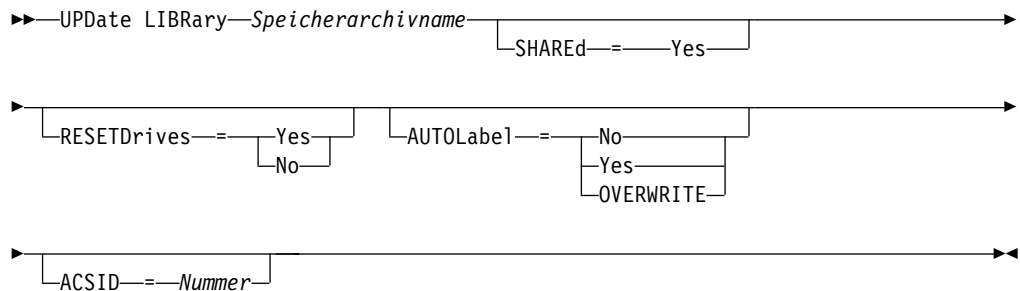 UPDate LIBRary Speicherarchivname
SHAREd = Yes
RESETDrives = Yes
No
AUTOLabel = No
Yes
OVERWRITE
ACSID = Nummer